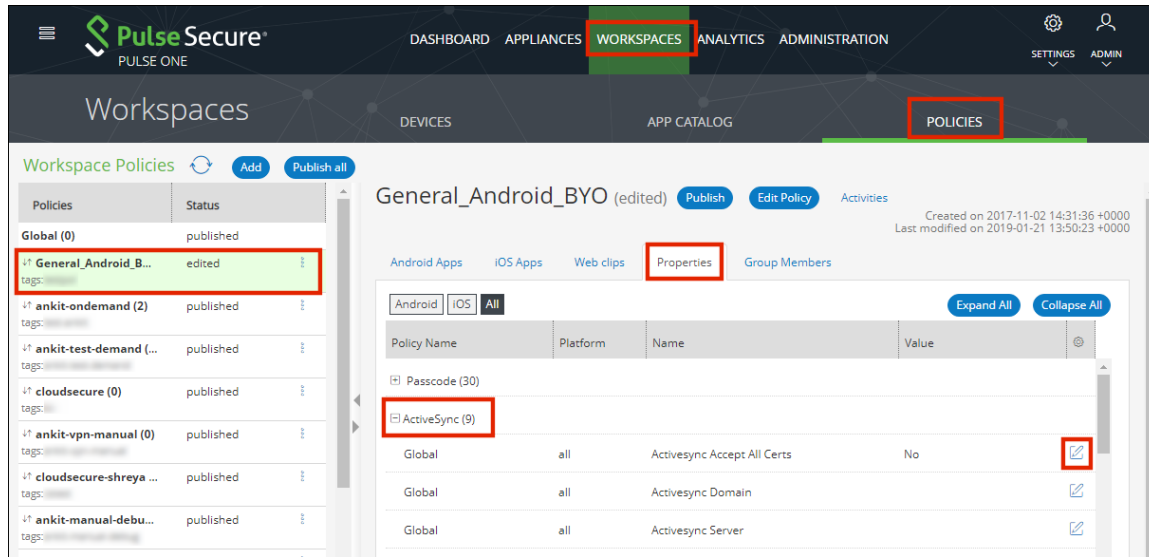 Pulse Secure®
PULSE ONE
DASHBOARD APPLIANCES WORKSPACES ANALYTICS ADMINISTRATION
SETTINGS ADMIN
Workspaces
DEVICES APP CATALOG POLICIES
Workspace Policies Add Publish all
Policies Status
Global (0) published
General_Android_B... edited
tags:
ankit-ondemand (2) published
tags:
ankit-test-demand (... published
tags:
cloudsecure (0) published
tags:
ankit-vpn-manual (0) published
tags:
cloudsecure-shreya ... published
tags:
ankit-manual-debu... published
tags:
General_Android_BYO (edited) Publish Edit Policy Activities
Created on 2017-11-02 14:31:36 +0000
Last modified on 2019-01-21 13:50:23 +0000
Android Apps iOS Apps Web clips Properties Group Members
Android iOS All Expand All Collapse All
Policy Name Platform Name Value
Passcode (30)
ActiveSync (9)
Global all Activesync Accept All Certs No
Global all Activesync Domain
Global all Activesync Server